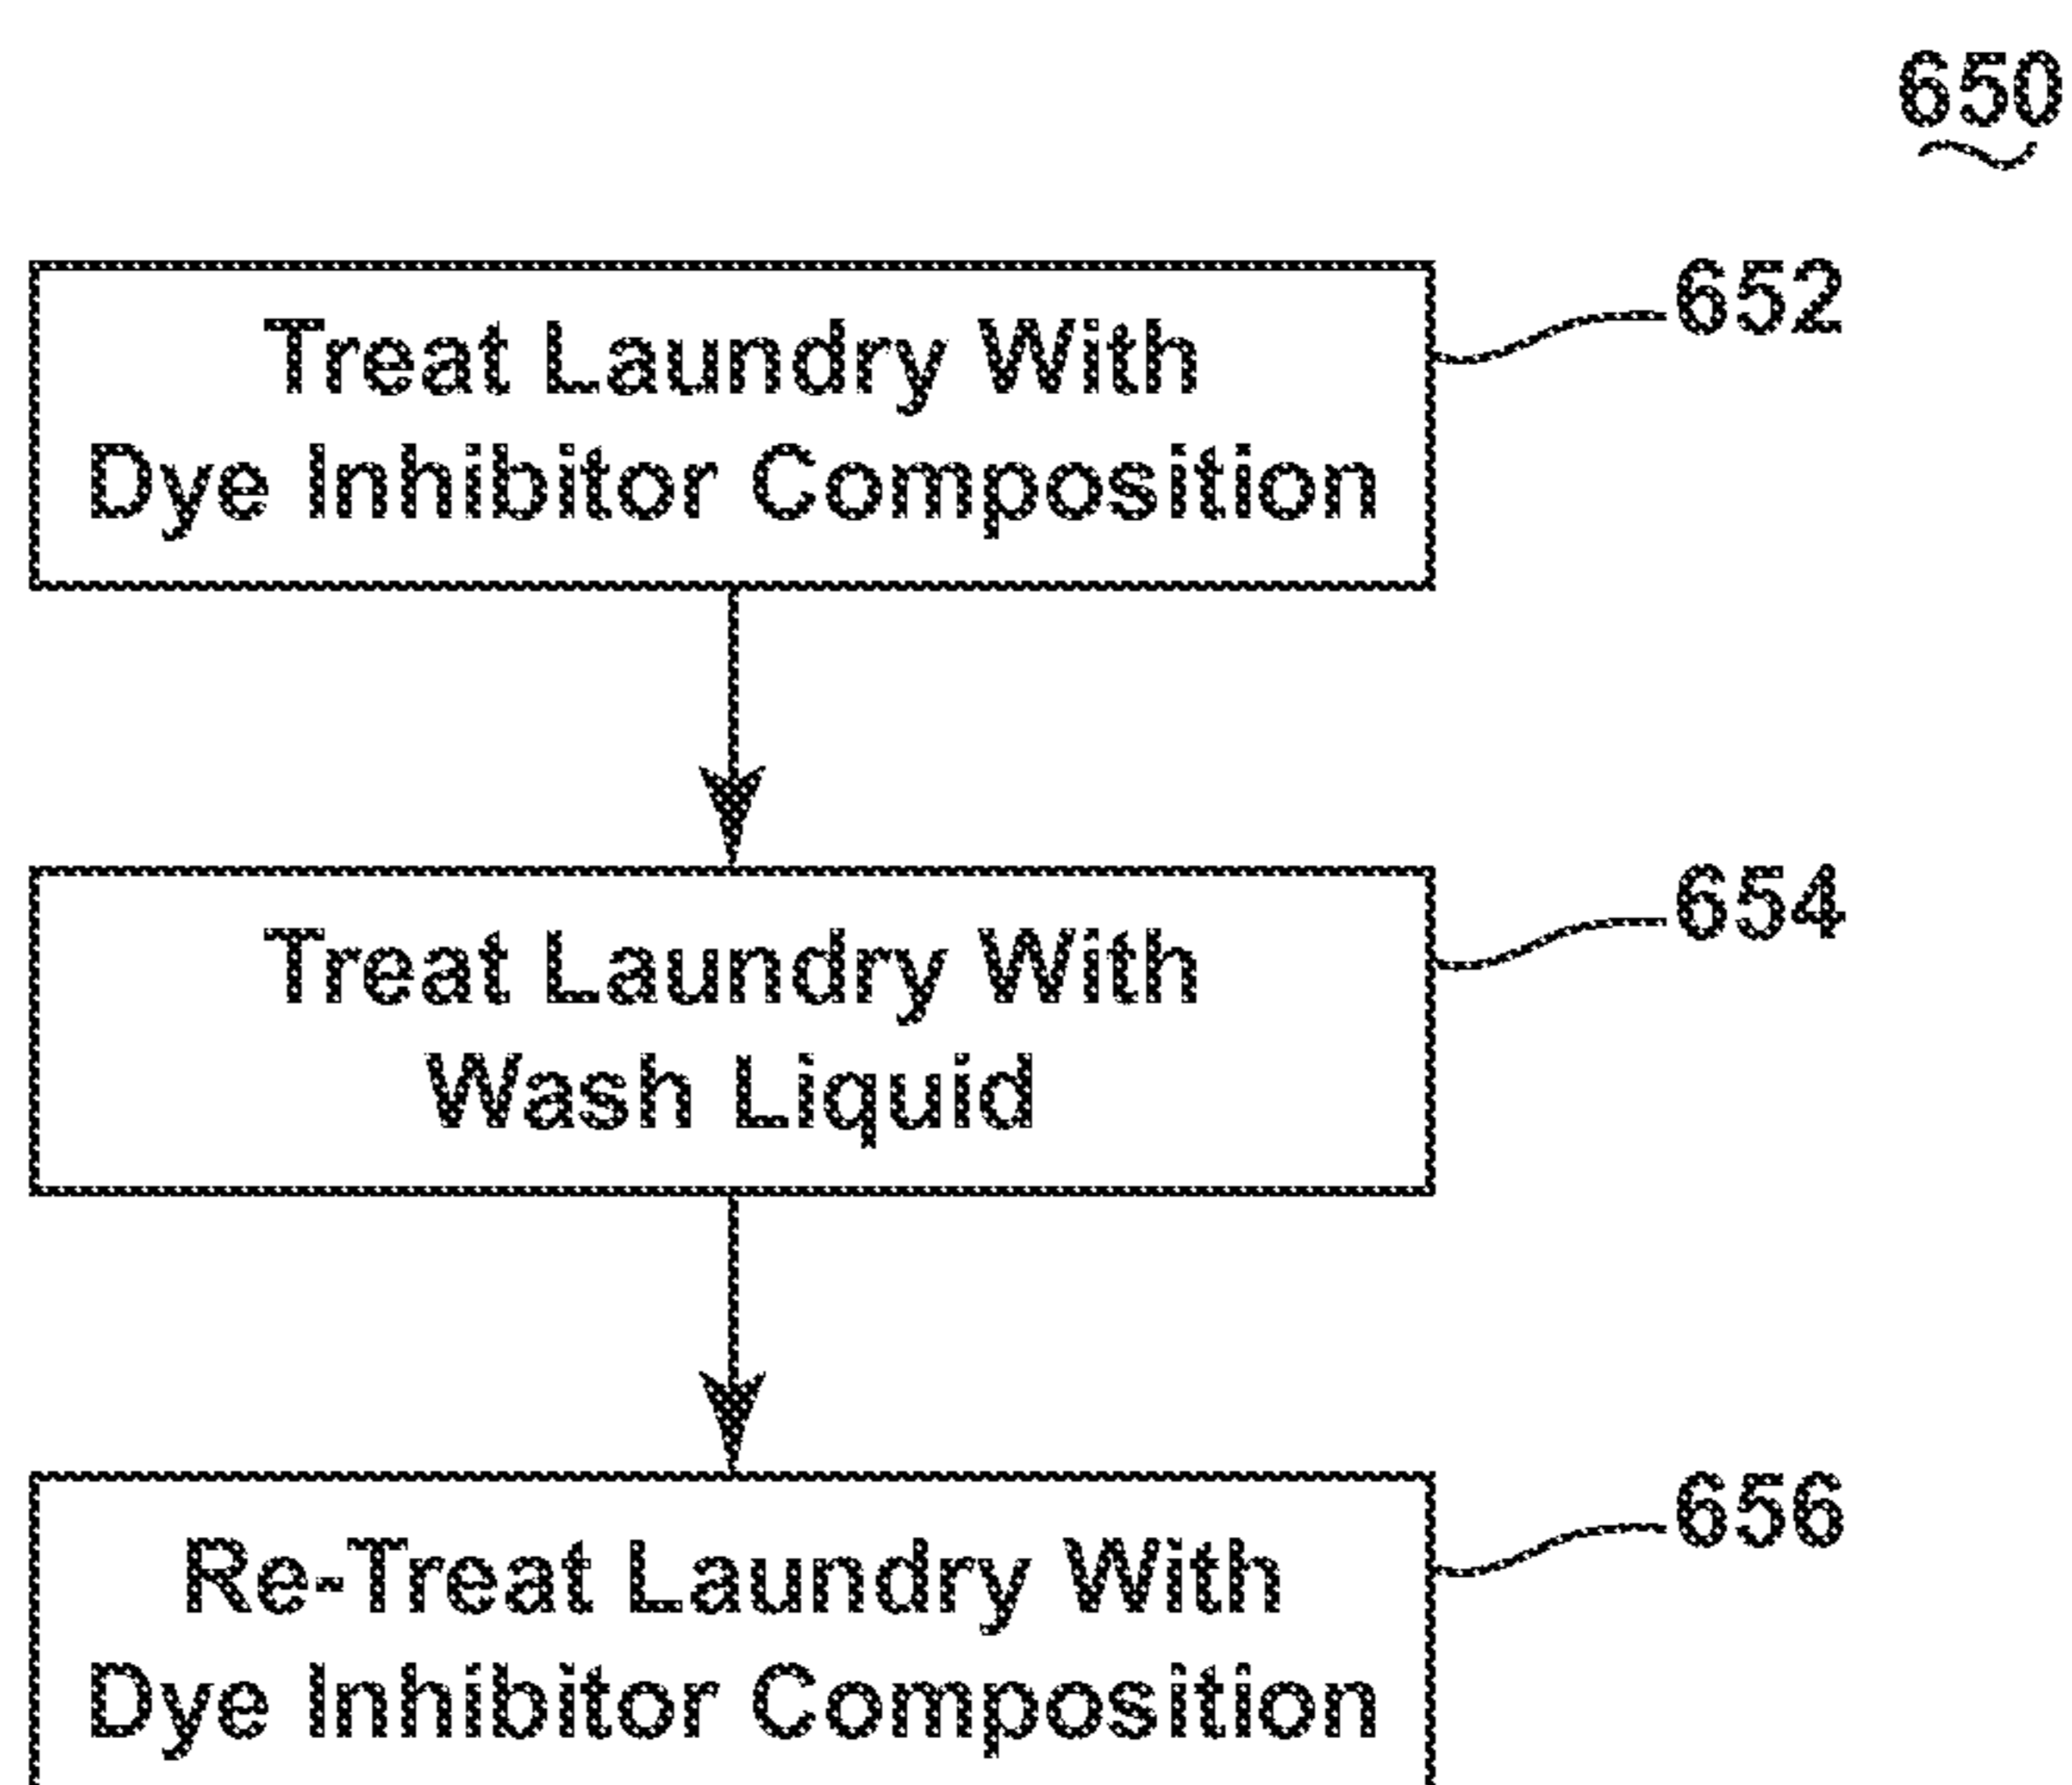 650
Treat Laundry With
Dye Inhibitor Composition
652
Treat Laundry With
Wash Liquid
654
Re-Treat Laundry With
Dye Inhibitor Composition
656